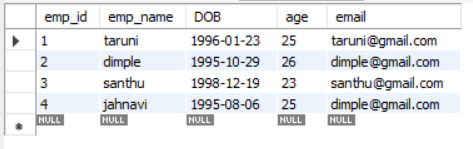 emp_id emp_name DOB age email
1 taruni 1996-01-23 25 taruni@gmail.com
2 dimple 1995-10-29 26 dimple@gmail.com
3 santhu 1998-12-19 23 santhu@gmail.com
4 jahnavi 1995-08-06 25 dimple@gmail.com
NULL NULL NULL NULL NULL